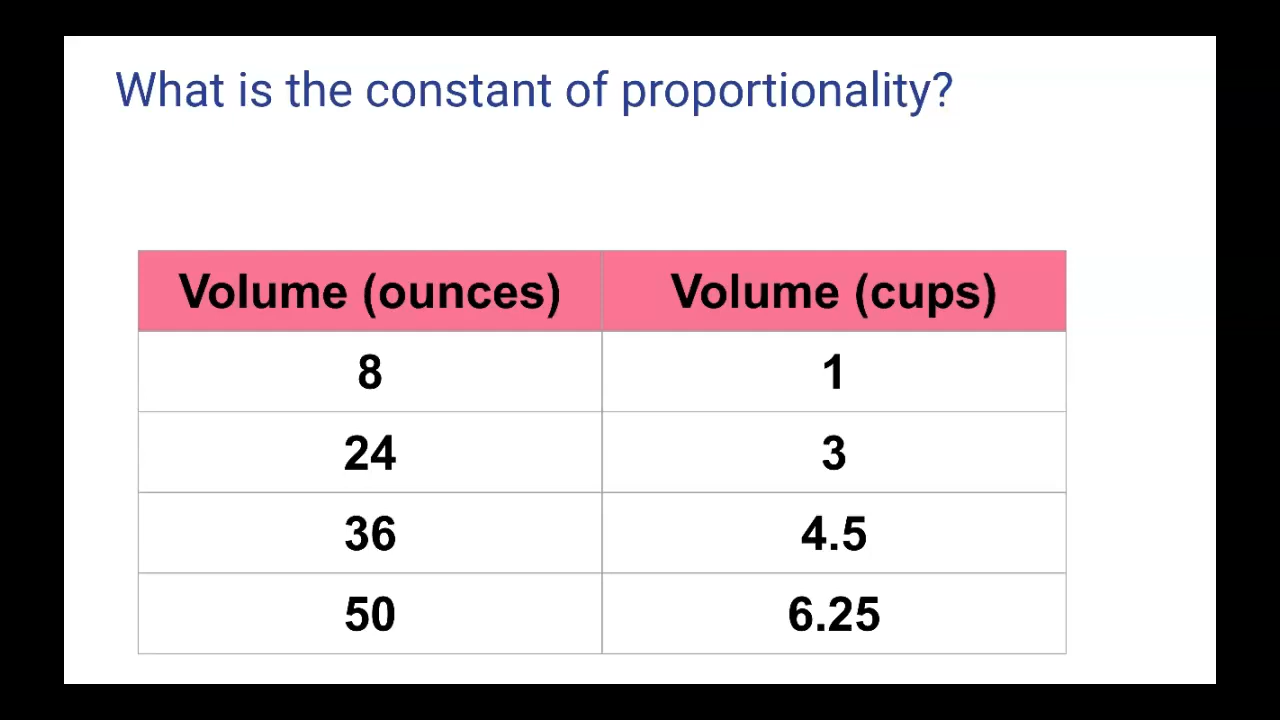 What is the constant of proportionality?
Volume (ounces) Volume (cups)
8 1
24 3
36 4.5
50 6.25